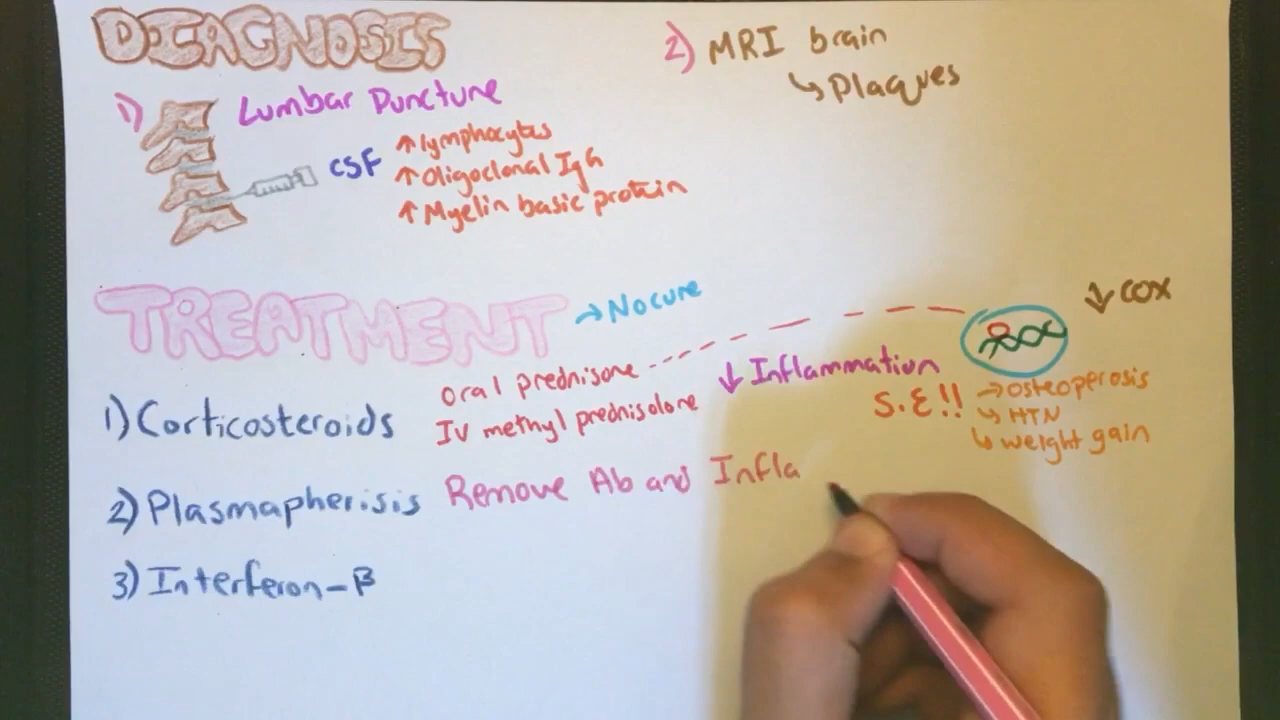 DIAGNOSIS
1) Lumbar Puncture
CSF
↑ lymphocytes
↑ Oligoclonal IgG
↑ Myelin basic protein
2) MRI brain
↳ Plaques
TREATMENT → No cure
1) Corticosteroids
Oral prednisone
IV methyl prednisolone
↓ Inflammation
↓ COX
S.E!! → osteoperosis
↳ HTN
↳ weight gain
2) Plasmapherisis Remove Ab and Infla
3) Interferon-β